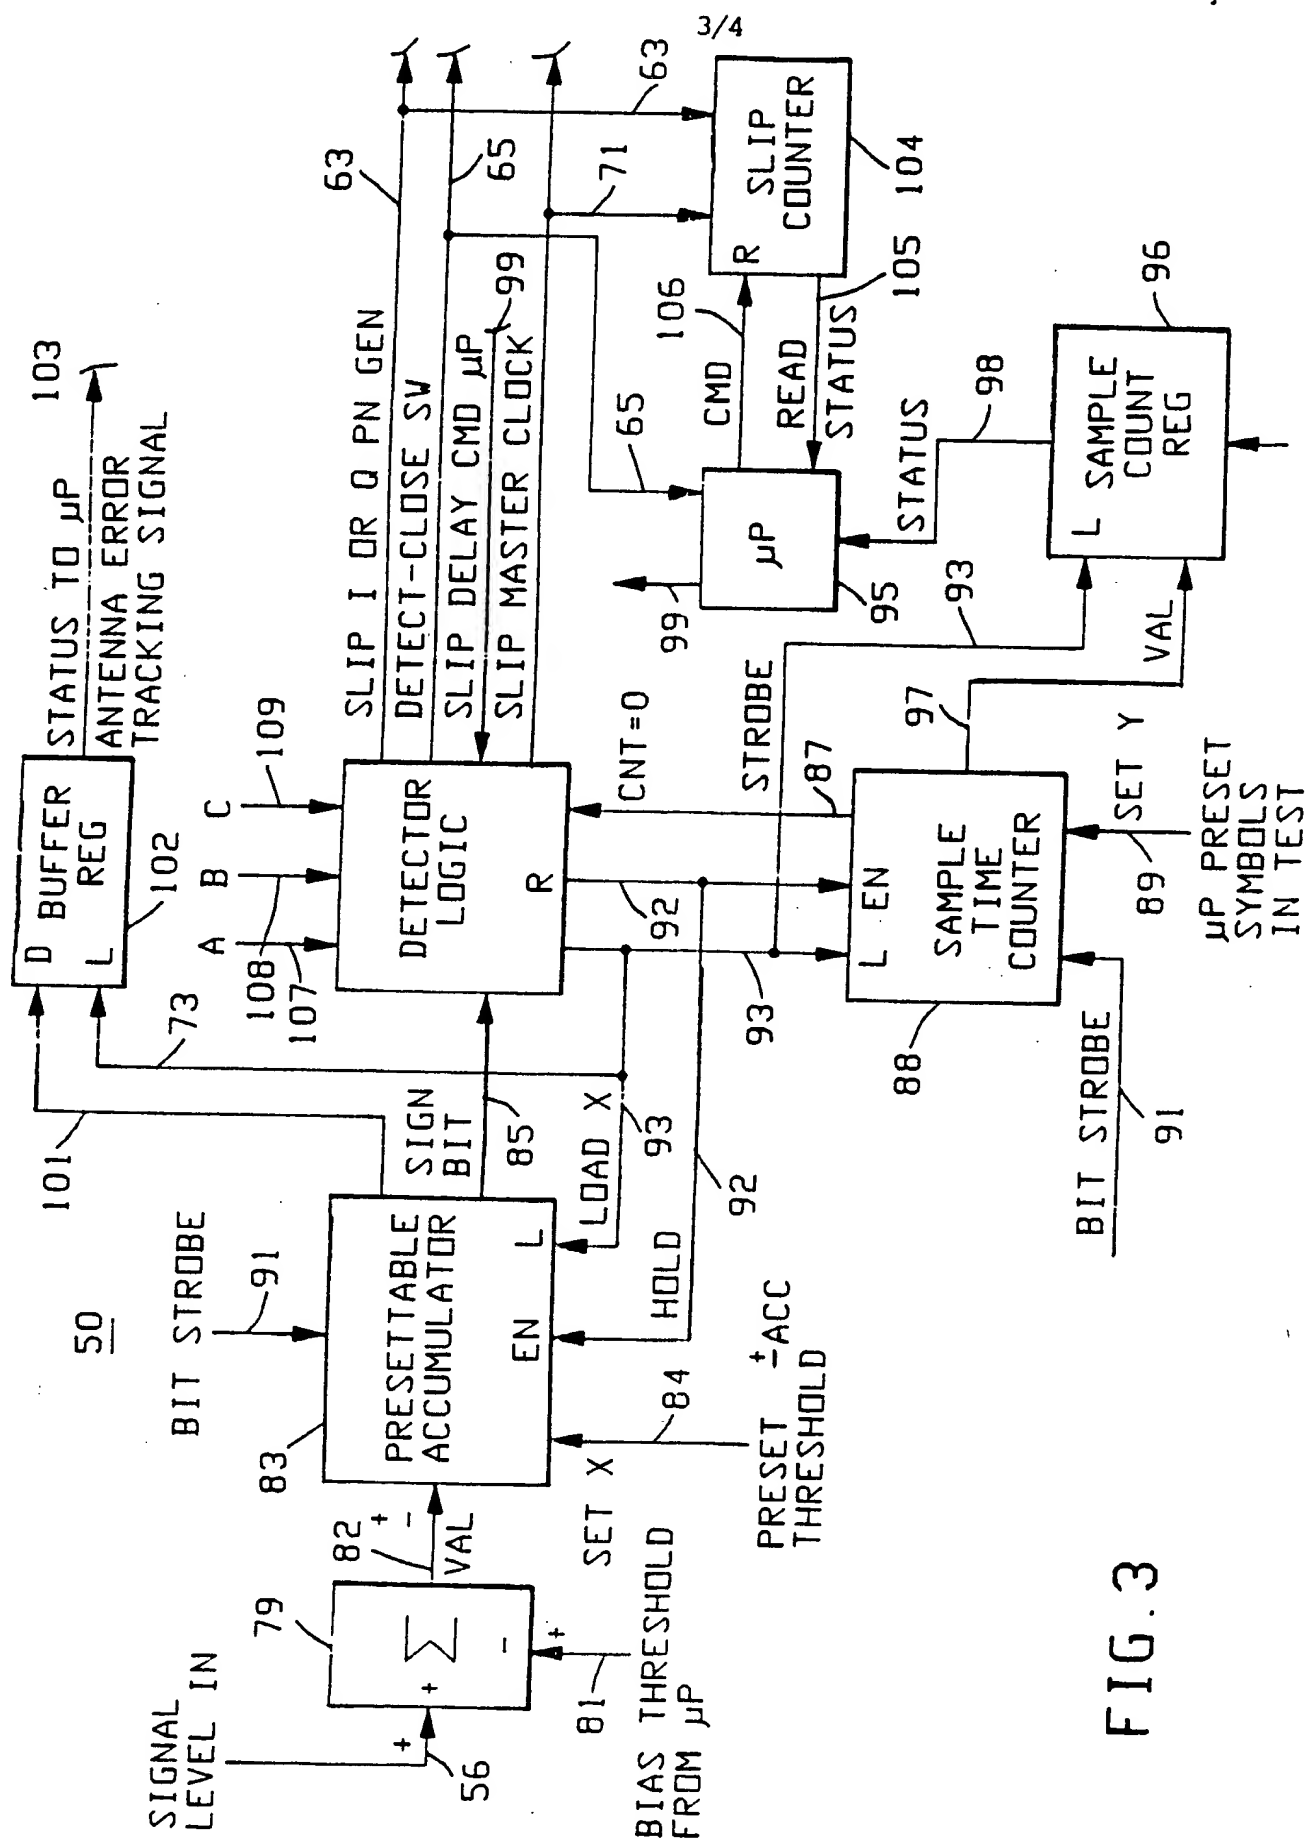 3/4
SIGNAL
LEVEL IN
+
56
79
+
Σ
-
+
81
BIAS THRESHOLD
FROM µP
82
+
-
VAL
50
BIT STROBE
91
83
PRESETTABLE
ACCUMULATOR
EN
L
SET X
84
PRESET ±ACC
THRESHOLD
HOLD
92
LOAD X
93
SIGN
BIT
85
101
73
D
L
BUFFER
REG
102
STATUS TO µP
103
ANTENNA ERROR
TRACKING SIGNAL
A
B
C
107
108
109
DETECTOR
LOGIC
R
SLIP I OR Q PN GEN
63
DETECT-CLOSE SW
65
SLIP DELAY CMD µP
99
SLIP MASTER CLOCK
71
63
SLIP
COUNTER
R
104
106
CMD
READ
STATUS
105
65
µP
95
99
STATUS
98
L
SAMPLE
COUNT
REG
96
VAL
97
93
STROBE
CNT=0
87
92
93
L
EN
SAMPLE
TIME
COUNTER
88
BIT STROBE
91
89
SET Y
µP PRESET
SYMBOLS
IN TEST
FIG.3